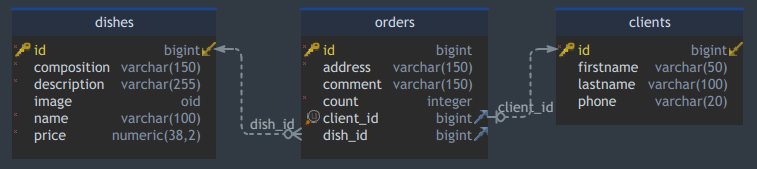 dishes
id bigint
composition varchar(150)
description varchar(255)
image oid
name varchar(100)
price numeric(38,2)
dish_id
orders
id bigint
address varchar(150)
comment varchar(150)
count integer
client_id bigint
dish_id bigint
client_id
clients
id bigint
firstname varchar(50)
lastname varchar(100)
phone varchar(20)